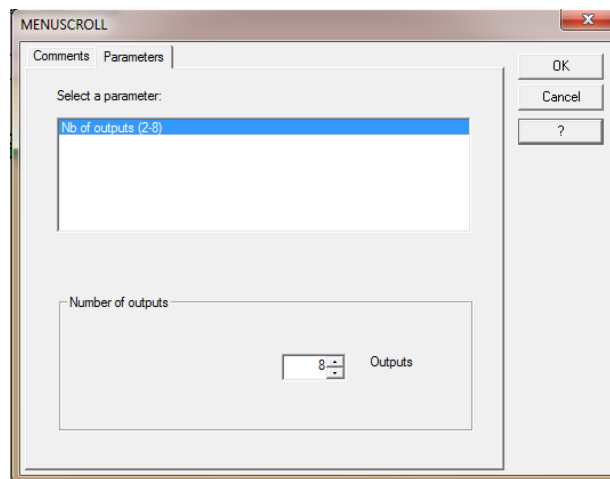 MENUSCROLL
Comments Parameters
OK
Cancel
?
Select a parameter:
Nb of outputs (2-8)
Number of outputs
8 Outputs